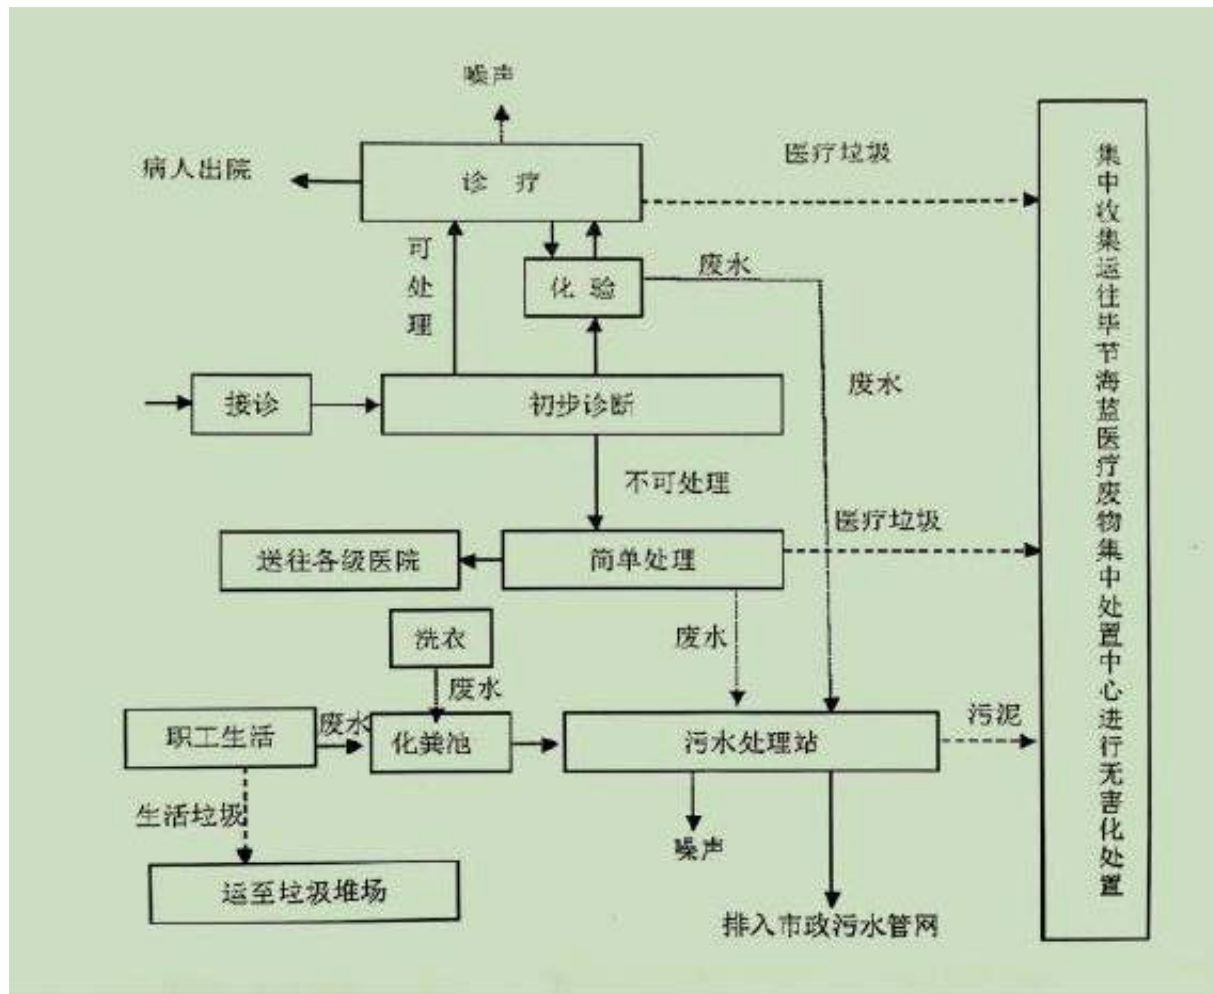 噪声
病人出院
诊 疗
医疗垃圾
可处理
化 验
废水
接诊
初步诊断
废水
不可处理
医疗垃圾
送往各级医院
简单处理
洗衣
废水
废水
职工生活
废水
化粪池
污水处理站
污泥
生活垃圾
噪声
运至垃圾堆场
排入市政污水管网
集中收集运往毕节海蓝医疗废物集中处置中心进行无害化处置